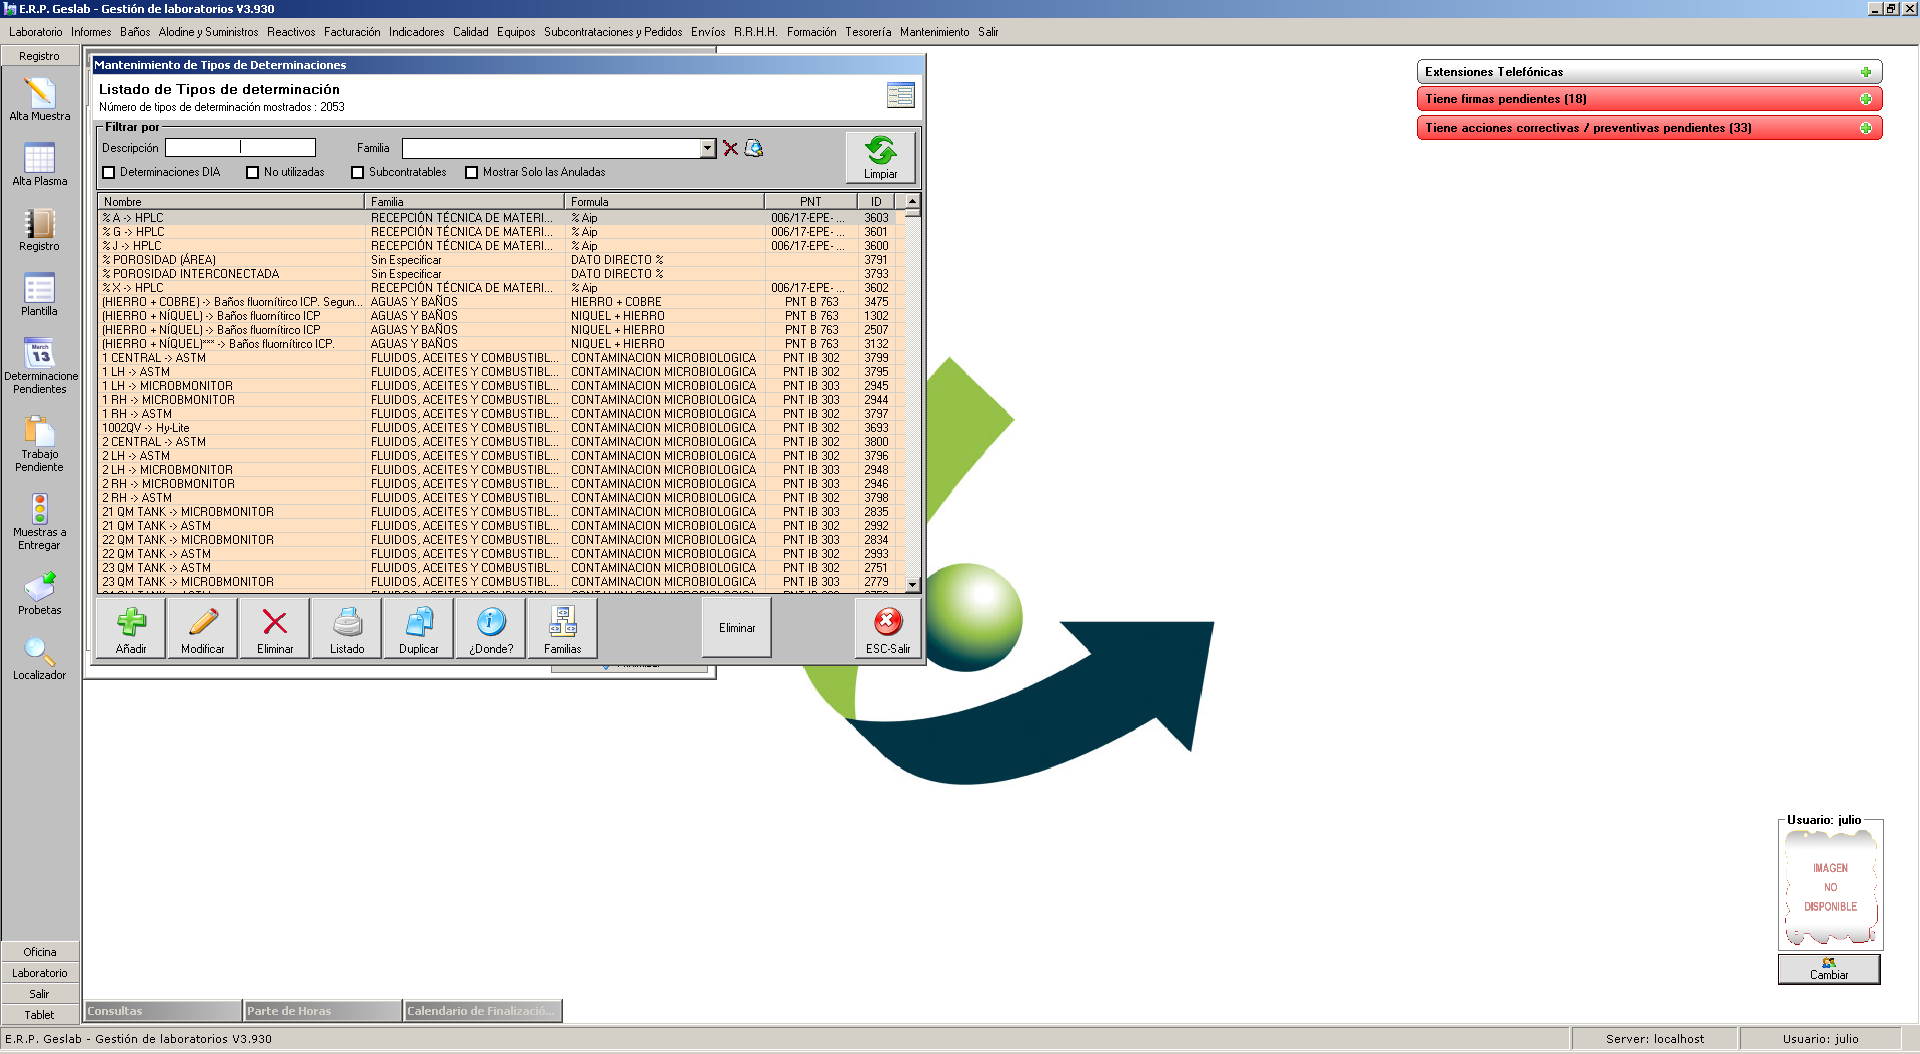 E.R.P. Geslab - Gestión de laboratorios V3.930
Laboratorio Informes Baños Alodine y Suministros Reactivos Facturación Indicadores Calidad Equipos Subcontrataciones y Pedidos Envíos R.R.H.H. Formación Tesorería Mantenimiento Salir
Registro
Alta Muestra
Alta Plasma
Registro
Plantilla
March
13
Determinacione
Pendientes
Trabajo
Pendiente
Muestras a
Entregar
Probetas
Localizador
Oficina
Laboratorio
Salir
Tablet
Mantenimiento de Tipos de Determinaciones
Listado de Tipos de determinación
Número de tipos de determinación mostrados : 2053
Filtrar por
Descripción Familia
Determinaciones DIA No utilizadas Subcontratables Mostrar Solo las Anuladas
Limpiar
Nombre Familia Formula PNT ID
% A -> HPLC RECEPCIÓN TÉCNICA DE MATERI... % Aip 006/17-EPE- ... 3603
% G -> HPLC RECEPCIÓN TÉCNICA DE MATERI... % Aip 006/17-EPE- ... 3601
% J -> HPLC RECEPCIÓN TÉCNICA DE MATERI... % Aip 006/17-EPE- ... 3600
% POROSIDAD (ÁREA) Sin Especificar DATO DIRECTO % 3791
% POROSIDAD INTERCONECTADA Sin Especificar DATO DIRECTO % 3793
% X -> HPLC RECEPCIÓN TÉCNICA DE MATERI... % Aip 006/17-EPE- ... 3602
(HIERRO + COBRE) -> Baños fluornítirco ICP. Segun... AGUAS Y BAÑOS HIERRO + COBRE PNT B 763 3475
(HIERRO + NÍQUEL) -> Baños fluornítirco ICP AGUAS Y BAÑOS NIQUEL + HIERRO PNT B 763 1302
(HIERRO + NÍQUEL) -> Baños fluornítirco ICP AGUAS Y BAÑOS NIQUEL + HIERRO PNT B 763 2507
(HIERRO + NÍQUEL)*** -> Baños fluornítirco ICP. AGUAS Y BAÑOS NIQUEL + HIERRO PNT B 763 3132
1 CENTRAL -> ASTM FLUIDOS, ACEITES Y COMBUSTIBL... CONTAMINACION MICROBIOLOGICA PNT IB 302 3799
1 LH -> ASTM FLUIDOS, ACEITES Y COMBUSTIBL... CONTAMINACION MICROBIOLOGICA PNT IB 302 3795
1 LH -> MICROBMONITOR FLUIDOS, ACEITES Y COMBUSTIBL... CONTAMINACION MICROBIOLOGICA PNT IB 303 2945
1 RH -> MICROBMONITOR FLUIDOS, ACEITES Y COMBUSTIBL... CONTAMINACION MICROBIOLOGICA PNT IB 303 2944
1 RH -> ASTM FLUIDOS, ACEITES Y COMBUSTIBL... CONTAMINACION MICROBIOLOGICA PNT IB 302 3797
1002QV -> Hy-Lite FLUIDOS, ACEITES Y COMBUSTIBL... CONTAMINACION MICROBIOLOGICA PNT IB 302 3693
2 CENTRAL -> ASTM FLUIDOS, ACEITES Y COMBUSTIBL... CONTAMINACION MICROBIOLOGICA PNT IB 302 3800
2 LH -> ASTM FLUIDOS, ACEITES Y COMBUSTIBL... CONTAMINACION MICROBIOLOGICA PNT IB 302 3796
2 LH -> MICROBMONITOR FLUIDOS, ACEITES Y COMBUSTIBL... CONTAMINACION MICROBIOLOGICA PNT IB 303 2948
2 RH -> MICROBMONITOR FLUIDOS, ACEITES Y COMBUSTIBL... CONTAMINACION MICROBIOLOGICA PNT IB 303 2946
2 RH -> ASTM FLUIDOS, ACEITES Y COMBUSTIBL... CONTAMINACION MICROBIOLOGICA PNT IB 302 3798
21 QM TANK -> MICROBMONITOR FLUIDOS, ACEITES Y COMBUSTIBL... CONTAMINACION MICROBIOLOGICA PNT IB 303 2835
21 QM TANK -> ASTM FLUIDOS, ACEITES Y COMBUSTIBL... CONTAMINACION MICROBIOLOGICA PNT IB 302 2992
22 QM TANK -> MICROBMONITOR FLUIDOS, ACEITES Y COMBUSTIBL... CONTAMINACION MICROBIOLOGICA PNT IB 303 2834
22 QM TANK -> ASTM FLUIDOS, ACEITES Y COMBUSTIBL... CONTAMINACION MICROBIOLOGICA PNT IB 302 2993
23 QM TANK -> ASTM FLUIDOS, ACEITES Y COMBUSTIBL... CONTAMINACION MICROBIOLOGICA PNT IB 302 2751
23 QM TANK -> MICROBMONITOR FLUIDOS, ACEITES Y COMBUSTIBL... CONTAMINACION MICROBIOLOGICA PNT IB 303 2779
Añadir Modificar Eliminar Listado Duplicar ¿Donde? Familias Eliminar ESC-Salir
Extensiones Telefónicas
Tiene firmas pendientes (18)
Tiene acciones correctivas / preventivas pendientes (33)
Usuario: julio
IMAGEN
NO
DISPONIBLE
Cambiar
Consultas Parte de Horas Calendario de Finalizació...
E.R.P. Geslab - Gestión de laboratorios V3.930 Server: localhost Usuario: julio